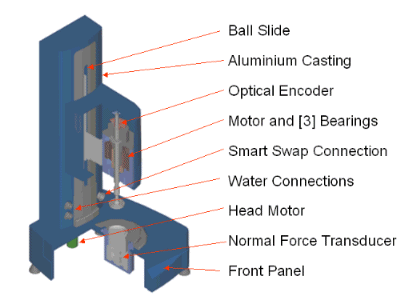 Ball Slide
Aluminium Casting
Optical Encoder
Motor and [3] Bearings
Smart Swap Connection
Water Connections
Head Motor
Normal Force Transducer
Front Panel